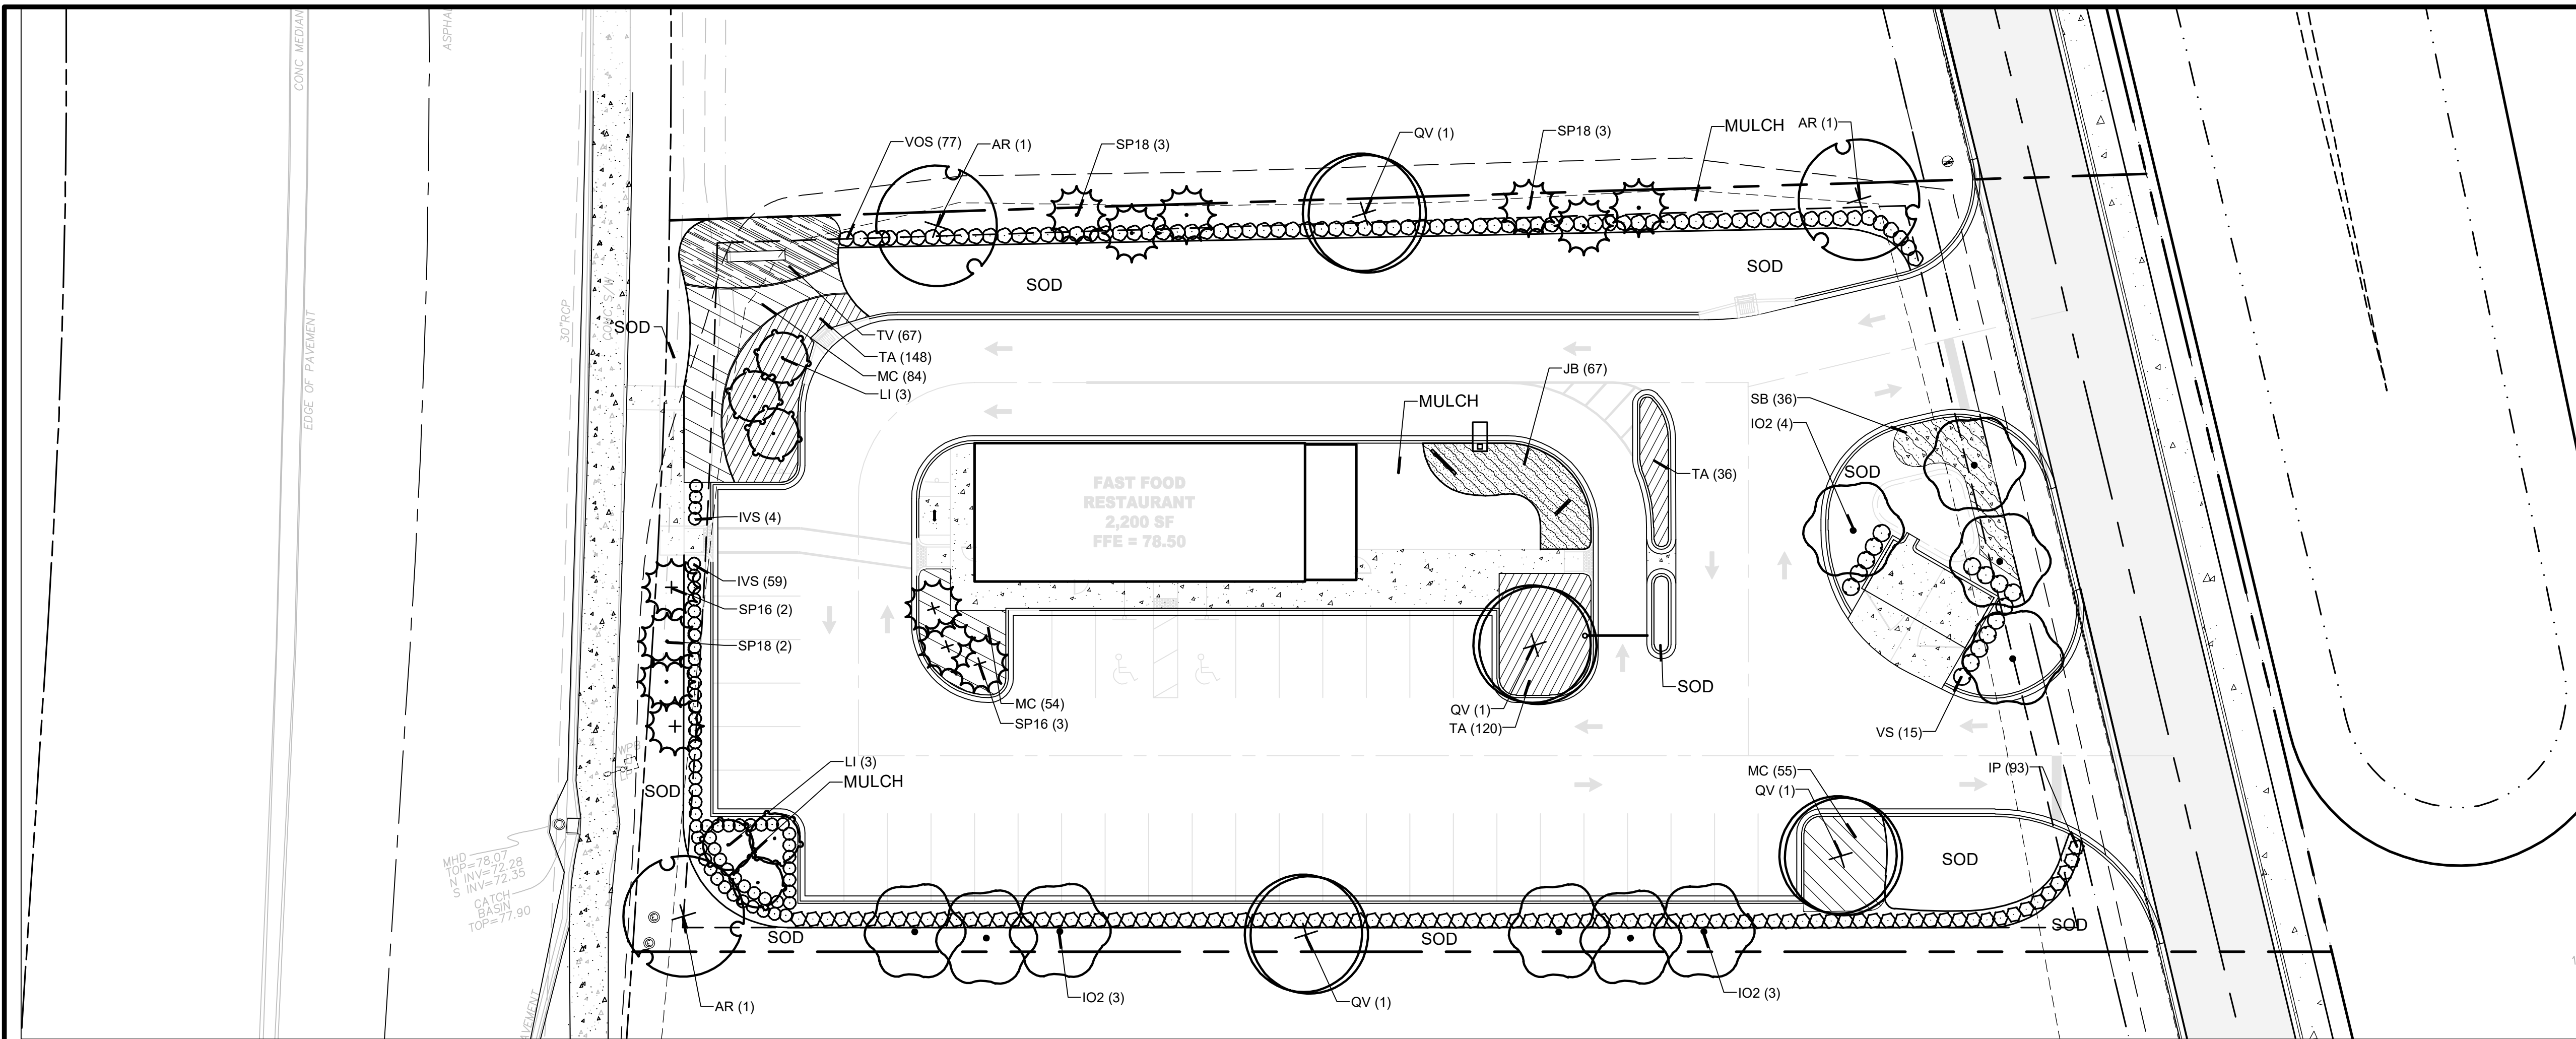 CONC MEDIAN
ASPHAL
EDGE OF PAVEMENT
30"RCP
CONC S/W
VOS (77)
AR (1)
SP18 (3)
QV (1)
SP18 (3)
MULCH
AR (1)
SOD
SOD
SOD
TV (67)
TA (148)
MC (84)
LI (3)
JB (67)
MULCH
SB (36)
IO2 (4)
SOD
TA (36)
FAST FOOD
RESTAURANT
2,200 SF
FFE = 78.50
IVS (4)
IVS (59)
SP16 (2)
SP18 (2)
MC (54)
SP16 (3)
QV (1)
TA (120)
SOD
VS (15)
WPB
LI (3)
MULCH
SOD
MC (55)
QV (1)
IP (93)
SOD
MHD
TOP=78.07
N INV=72.28
S INV=72.35
CATCH
BASIN
TOP=77.90
SOD
SOD
SOD
AR (1)
IO2 (3)
QV (1)
IO2 (3)
AVEMENT